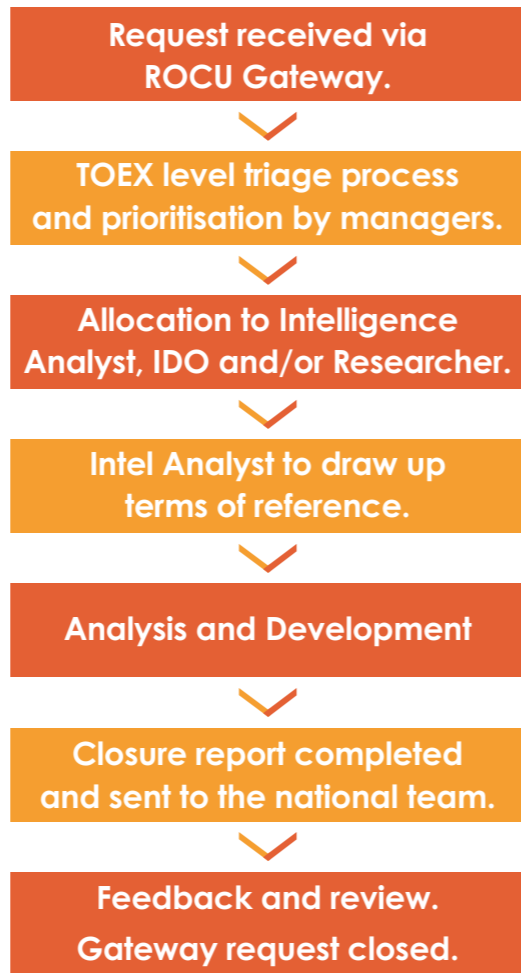 Request received via
ROCU Gateway.
TOEX level triage process
and prioritisation by managers.
Allocation to Intelligence
Analyst, IDO and/or Researcher.
Intel Analyst to draw up
terms of reference.
Analysis and Development
Closure report completed
and sent to the national team.
Feedback and review.
Gateway request closed.